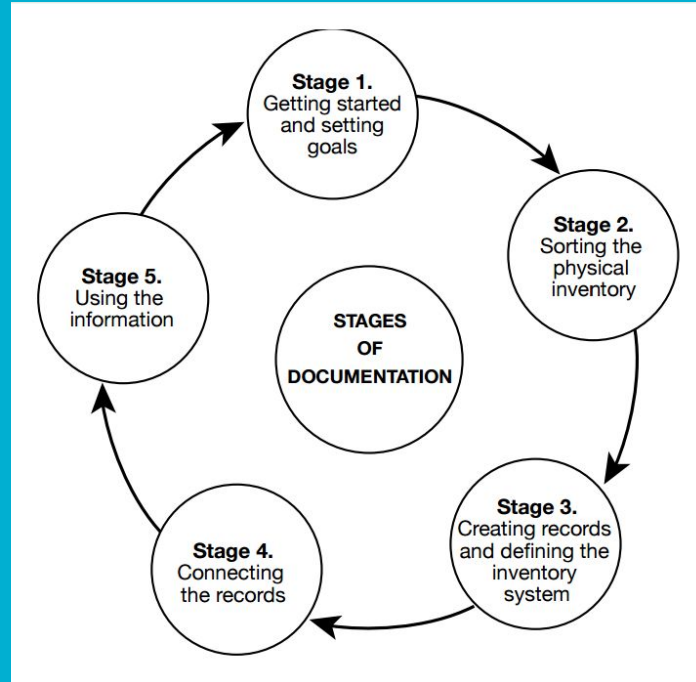 Stage 1.
Getting started
and setting
goals
Stage 2.
Sorting the
physical
inventory
Stage 3.
Creating records
and defining the
inventory
system
Stage 4.
Connecting
the records
Stage 5.
Using the
information
STAGES
OF
DOCUMENTATION